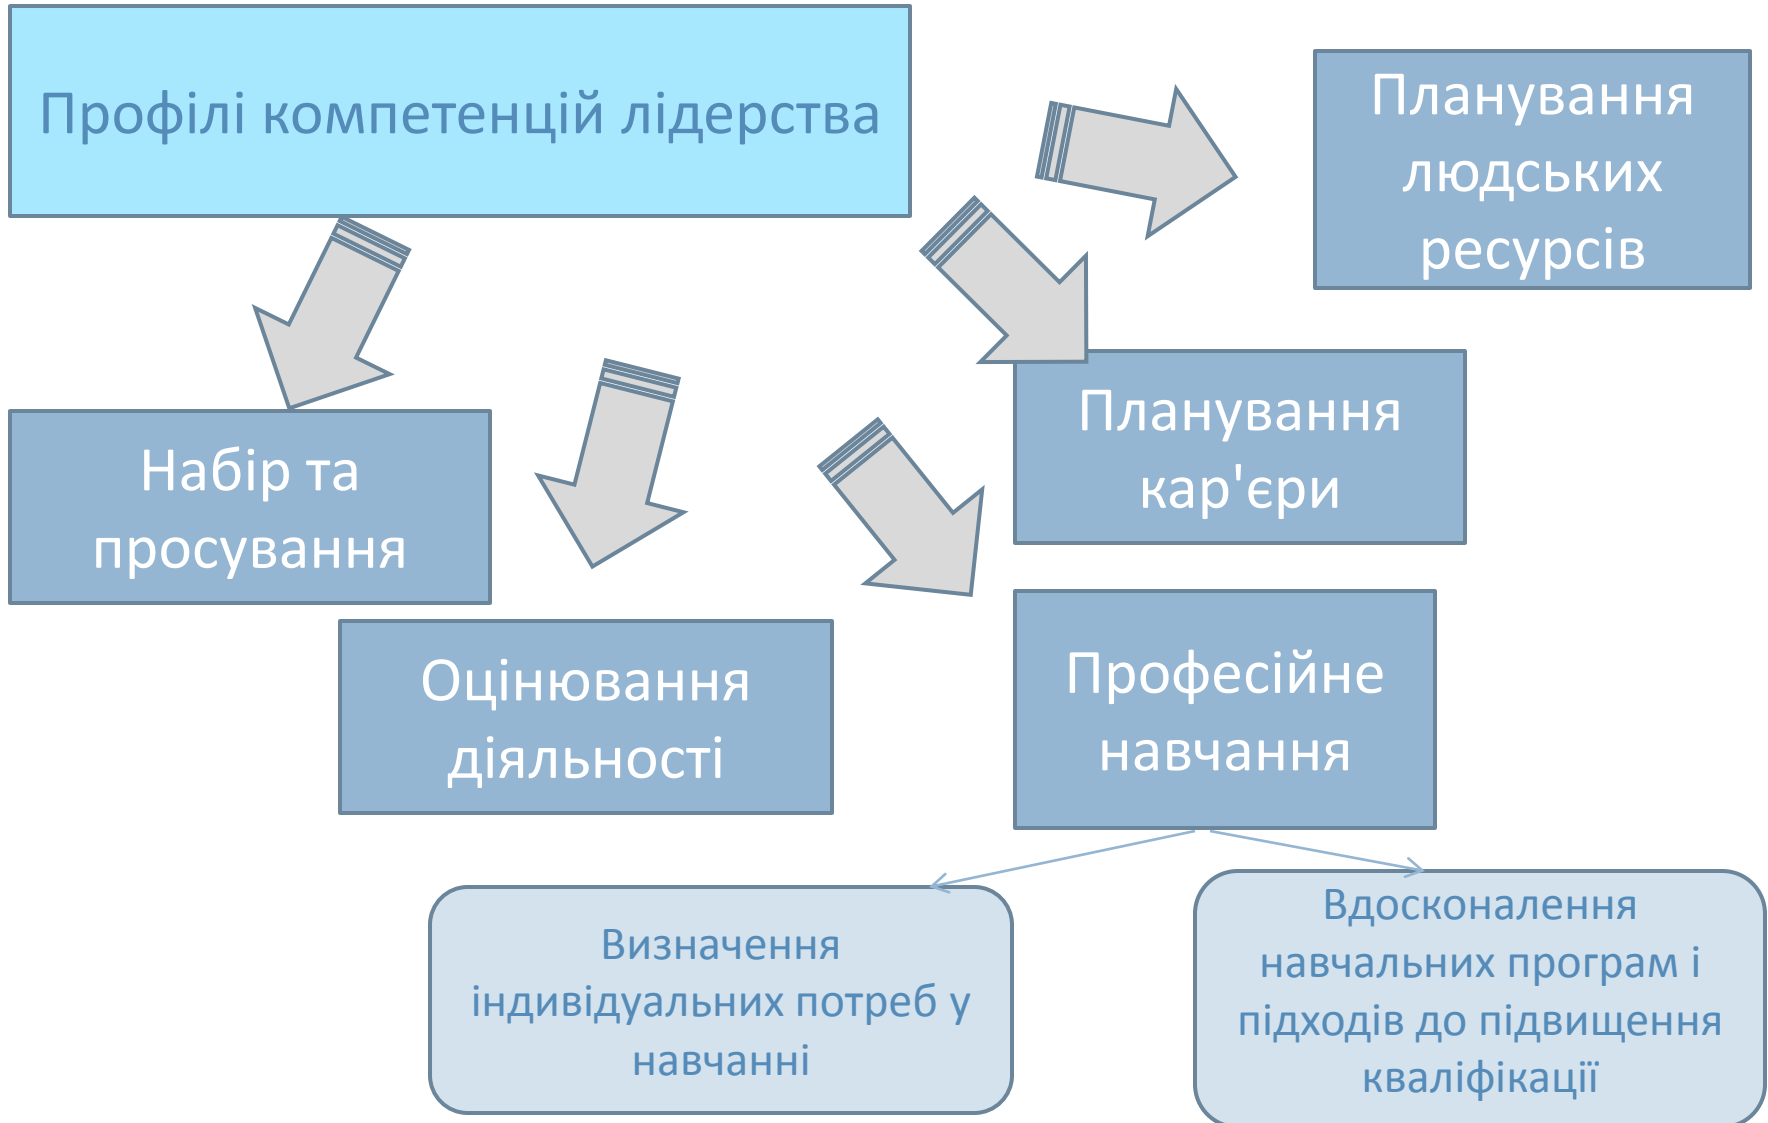 Профілі компетенцій лідерства
Планування
людських
ресурсів
Планування
кар'єри
Набір та
просування
Оцінювання
діяльності
Професійне
навчання
Визначення
індивідуальних потреб у
навчанні
Вдосконалення
навчальних програм і
підходів до підвищення
кваліфікації